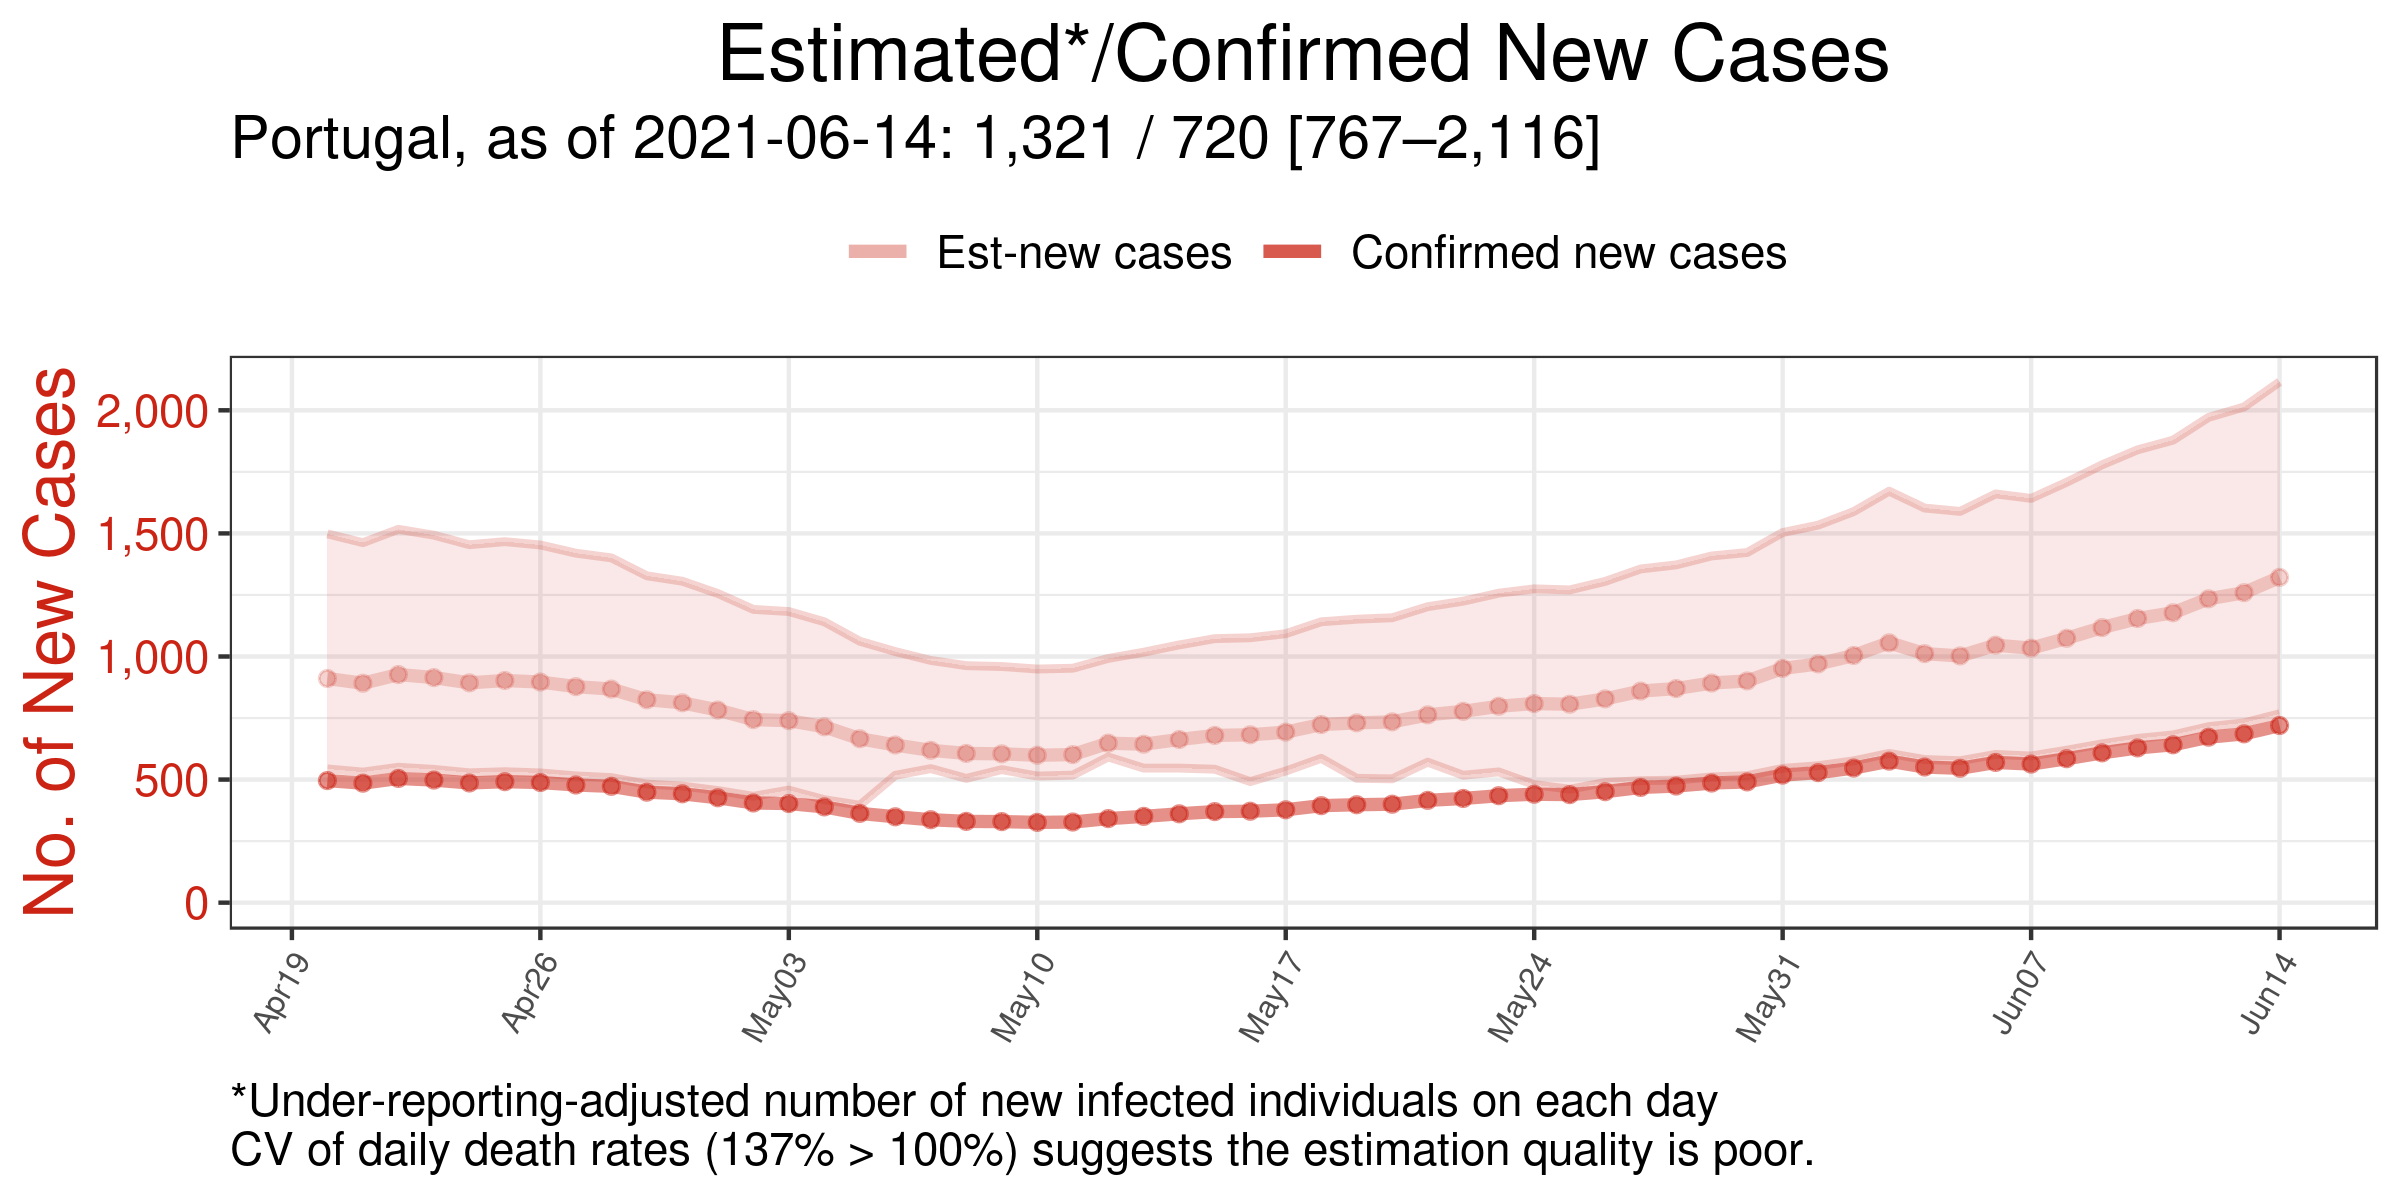 Estimated*/Confirmed New Cases
Portugal, as of 2021-06-14: 1,321 / 720 [767–2,116]
Est-new cases Confirmed new cases
No. of New Cases
2,000
1,500
1,000
500
0
Apr19 Apr26 May03 May10 May17 May24 May31 Jun07 Jun14
*Under-reporting-adjusted number of new infected individuals on each day
CV of daily death rates (137% > 100%) suggests the estimation quality is poor.